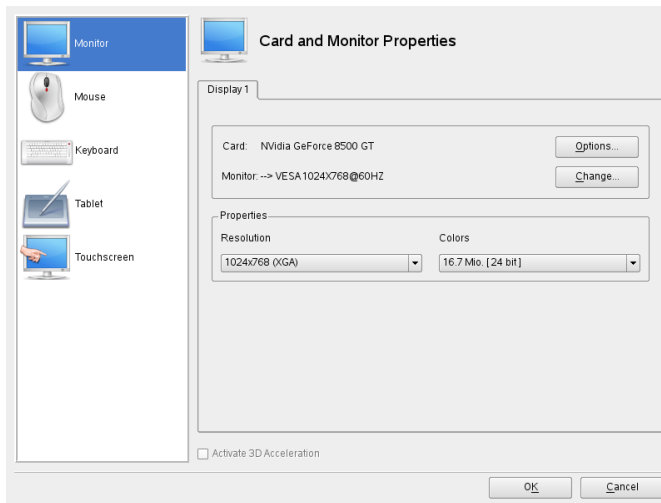 Monitor
Mouse
Keyboard
Tablet
Touchscreen
Card and Monitor Properties
Display 1
Card: NVidia GeForce 8500 GT
Options...
Monitor: --> VESA 1024X768@60HZ
Change...
Properties
Resolution Colors
1024x768 (XGA) 16.7 Mio. [ 24 bit ]
Activate 3D Acceleration
OK Cancel